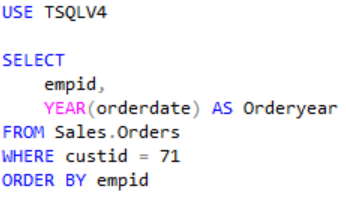 USE TSQLV4
SELECT
empid,
YEAR(orderdate) AS Orderyear
FROM Sales.Orders
WHERE custid = 71
ORDER BY empid